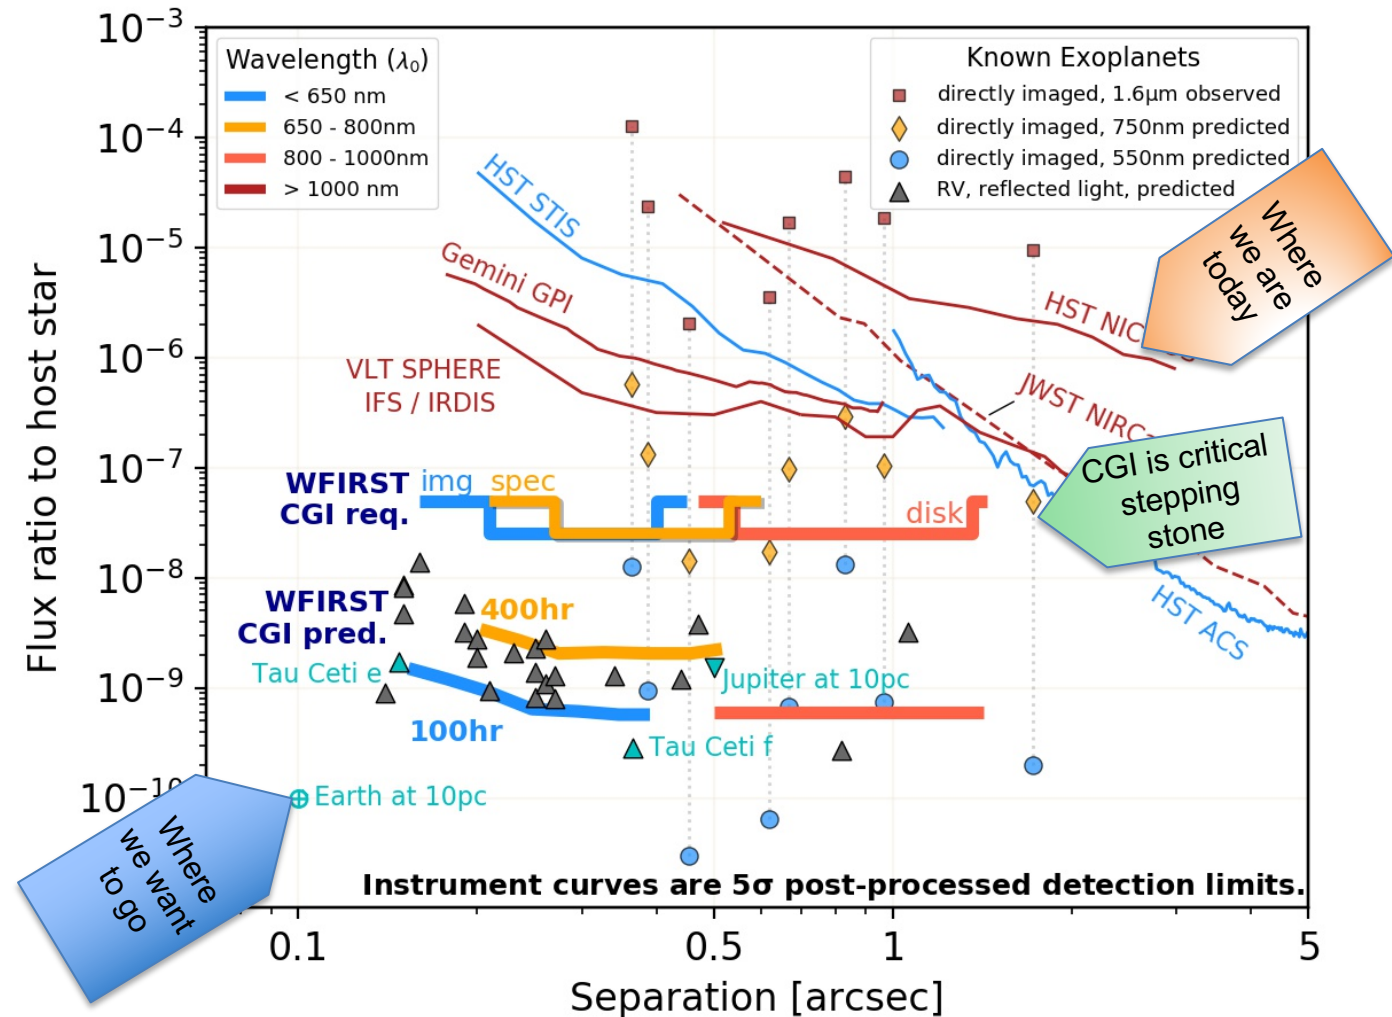 10⁻³
10⁻⁴
10⁻⁵
10⁻⁶
10⁻⁷
10⁻⁸
10⁻⁹
10⁻¹⁰
Flux ratio to host star
Wavelength (λ₀)
< 650 nm
650 - 800nm
800 - 1000nm
> 1000 nm
Known Exoplanets
directly imaged, 1.6μm observed
directly imaged, 750nm predicted
directly imaged, 550nm predicted
RV, reflected light, predicted
Where
we are
today
HST STIS
Gemini GPI
VLT SPHERE
IFS / IRDIS
HST NIC
JWST NIRC
CGI is critical
stepping
stone
WFIRST
CGI req.
img
spec
disk
HST ACS
WFIRST
CGI pred.
400hr
Tau Ceti e
Jupiter at 10pc
100hr
Tau Ceti f
Earth at 10pc
Where
we want
to go
Instrument curves are 5σ post-processed detection limits.
0.1
0.5
1
5
Separation [arcsec]